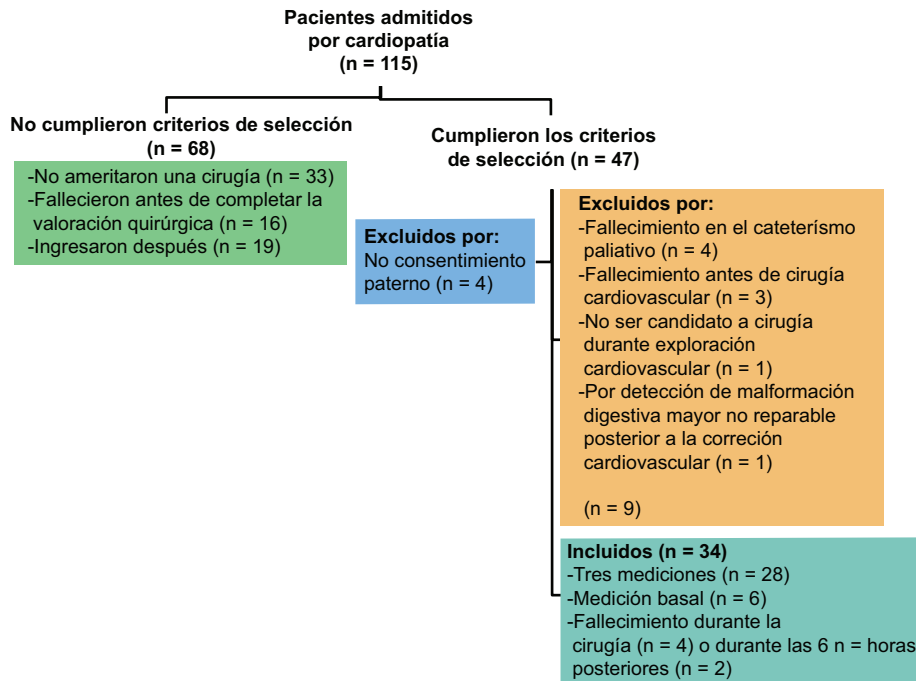 Pacientes admitidos
por cardiopatía
(n = 115)
No cumplieron criterios de selección
(n = 68)
-No ameritaron una cirugía (n = 33)
-Fallecieron antes de completar la
valoración quirúrgica (n = 16)
-Ingresaron después (n = 19)
Cumplieron los criterios
de selección (n = 47)
Excluidos por:
No consentimiento
paterno (n = 4)
Excluidos por:
-Fallecimiento en el cateterísmo
paliativo (n = 4)
-Fallecimiento antes de cirugía
cardiovascular (n = 3)
-No ser candidato a cirugía
durante exploración
cardiovascular (n = 1)
-Por detección de malformación
digestiva mayor no reparable
posterior a la correción
cardiovascular (n = 1)
(n = 9)
Incluidos (n = 34)
-Tres mediciones (n = 28)
-Medición basal (n = 6)
-Fallecimiento durante la
cirugía (n = 4) o durante las 6 n = horas
posteriores (n = 2)